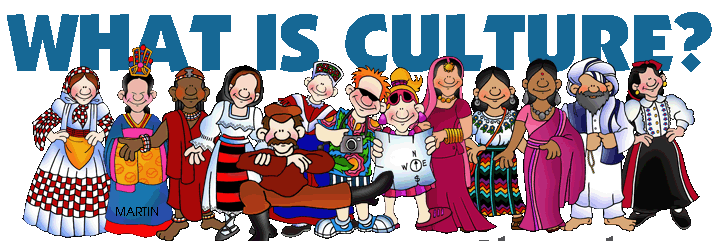 WHAT IS CULTURE?
W E
S
MARTIN